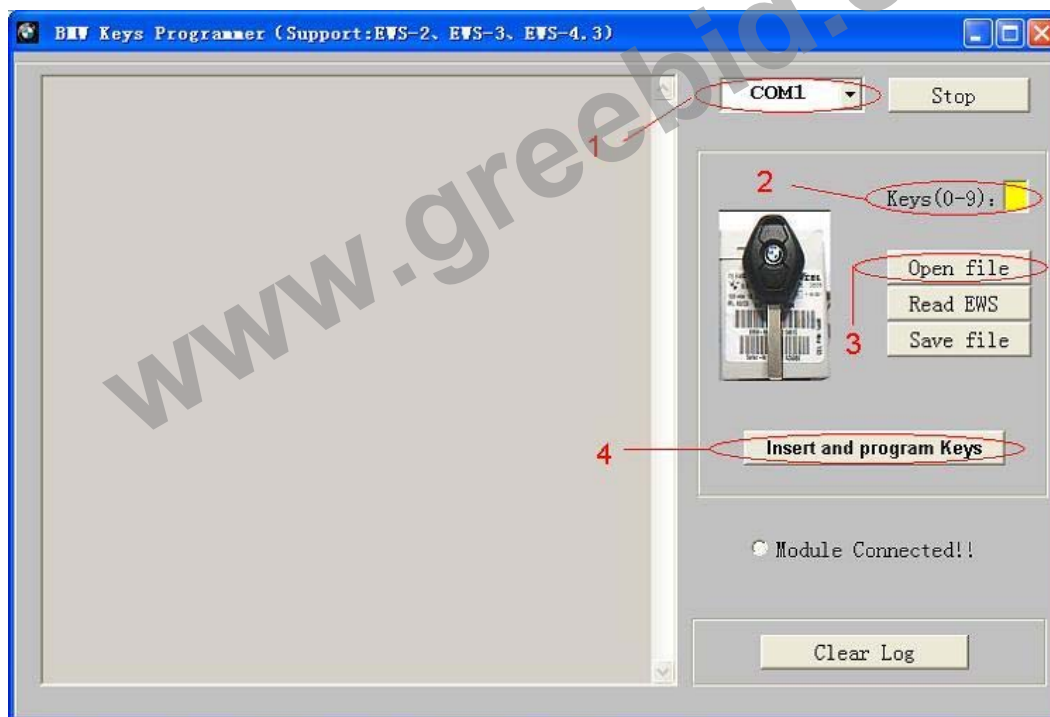 BMW Keys Programmer (Support:EWS-2、EWS-3、EWS-4.3)
COM1
Stop
1
2
Keys(0-9):
Open file
Read EWS
3
Save file
4
Insert and program Keys
Module Connected!!
Clear Log
www.greebid.c